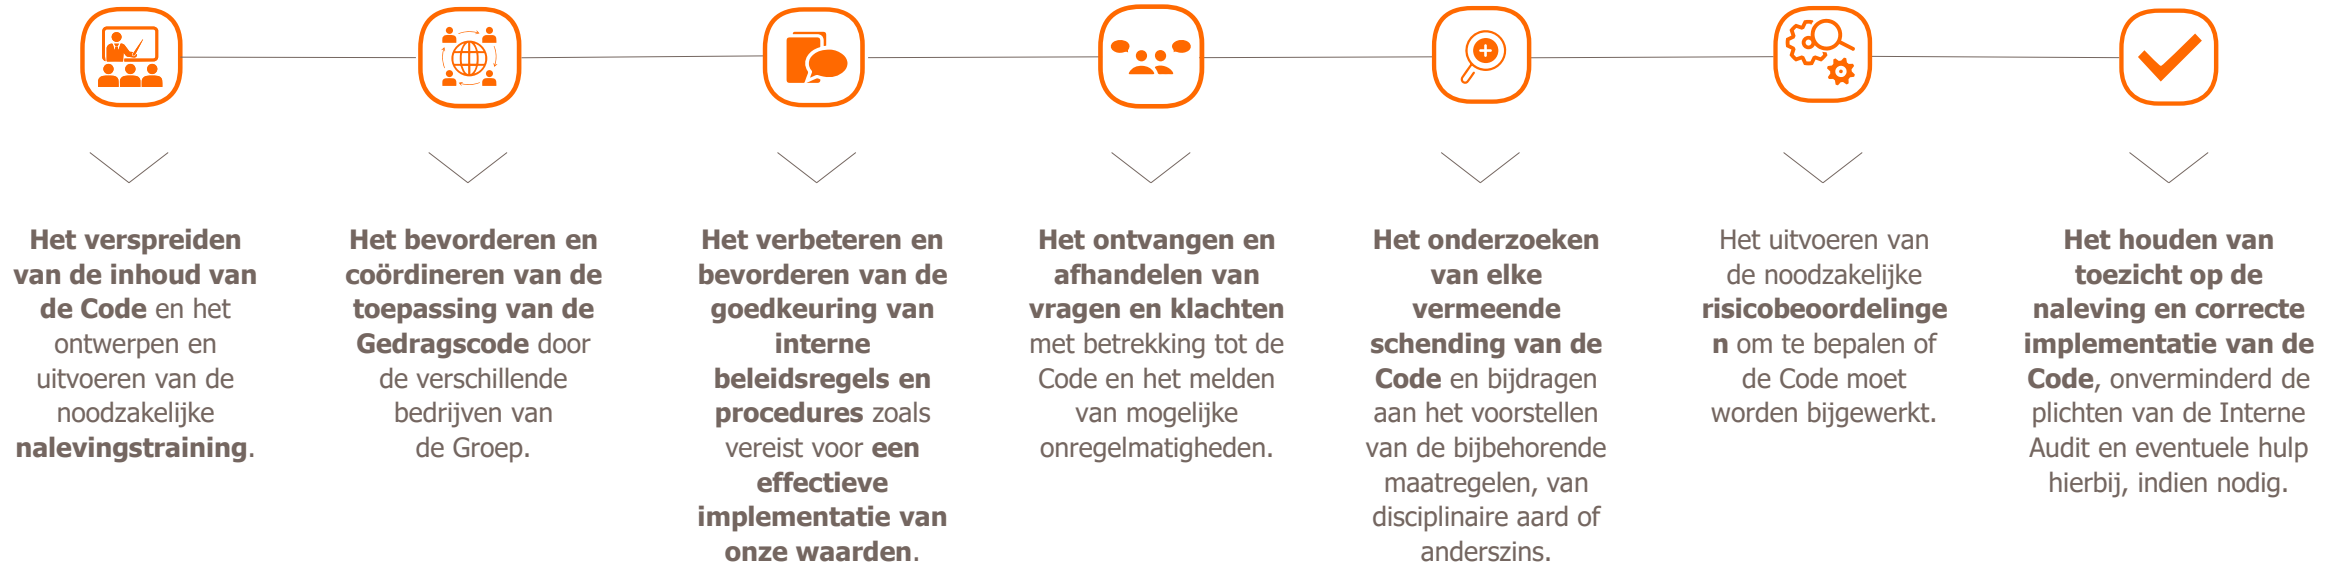 Het verspreiden
van de inhoud van
de Code en het
ontwerpen en
uitvoeren van de
noodzakelijke
nalevingstraining.
Het bevorderen en
coördineren van de
toepassing van de
Gedragscode door
de verschillende
bedrijven van
de Groep.
Het verbeteren en
bevorderen van de
goedkeuring van
interne
beleidsregels en
procedures zoals
vereist voor een
effectieve
implementatie van
onze waarden.
Het ontvangen en
afhandelen van
vragen en klachten
met betrekking tot de
Code en het melden
van mogelijke
onregelmatigheden.
Het onderzoeken
van elke
vermeende
schending van de
Code en bijdragen
aan het voorstellen
van de bijbehorende
maatregelen, van
disciplinaire aard of
anderszins.
Het uitvoeren van
de noodzakelijke
risicobeoordelinge
n om te bepalen of
de Code moet
worden bijgewerkt.
Het houden van
toezicht op de
naleving en correcte
implementatie van de
Code, onverminderd de
plichten van de Interne
Audit en eventuele hulp
hierbij, indien nodig.